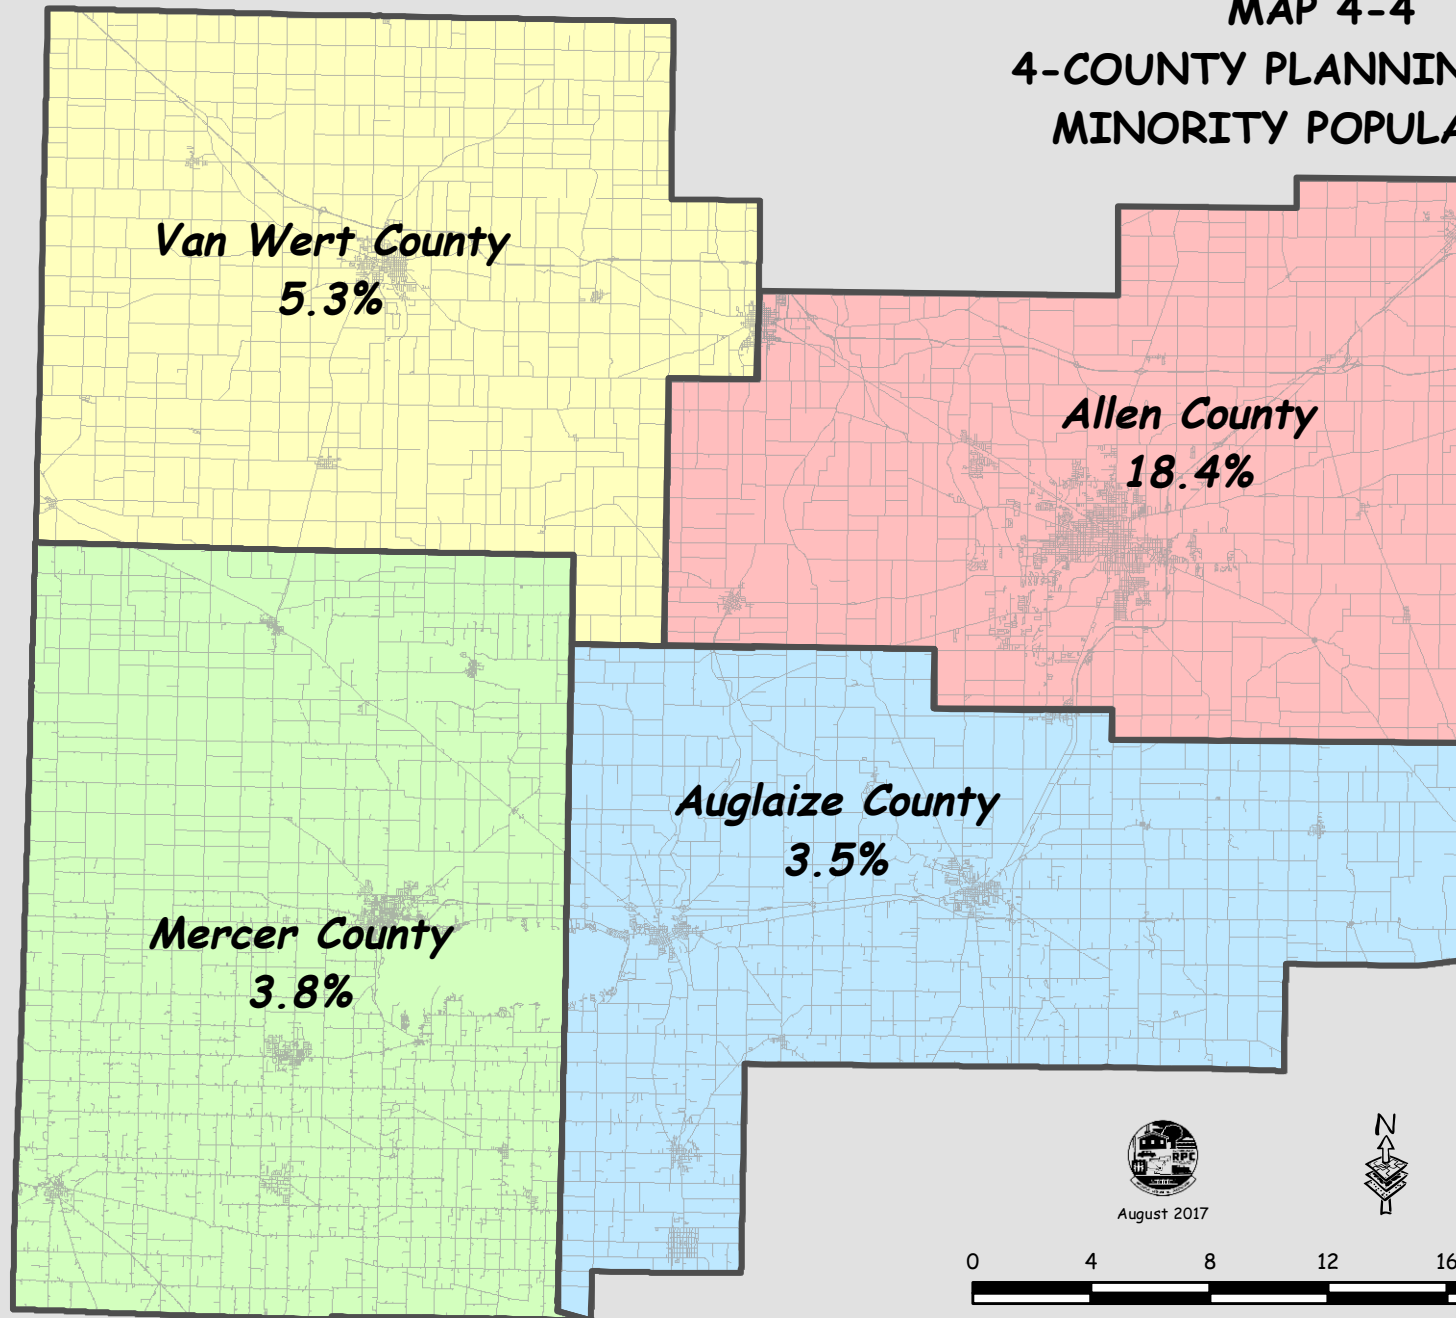 MAP 4-4
4-COUNTY PLANNIN
MINORITY POPULA
Van Wert County
5.3%
Allen County
18.4%
Auglaize County
3.5%
Mercer County
3.8%
RPC
August 2017
N
0 4 8 12 16